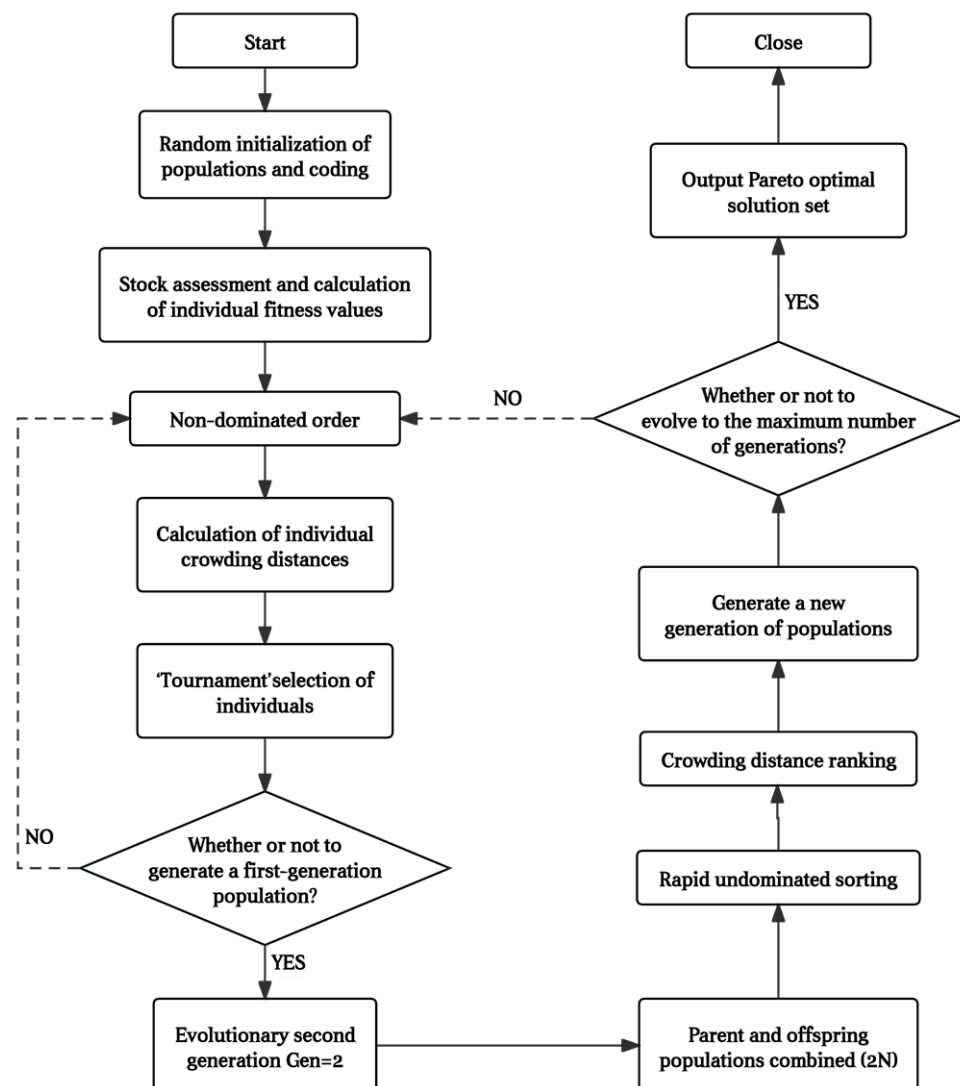 Start
Random initialization of
populations and coding
Stock assessment and calculation
of individual fitness values
Non-dominated order
Calculation of individual
crowding distances
‘Tournament’selection of
individuals
Whether or not to
generate a first-generation
population?
NO
YES
Evolutionary second
generation Gen=2
Parent and offspring
populations combined (2N)
Rapid undominated sorting
Crowding distance ranking
Generate a new
generation of populations
Whether or not to
evolve to the maximum number
of generations?
NO
YES
Output Pareto optimal
solution set
Close